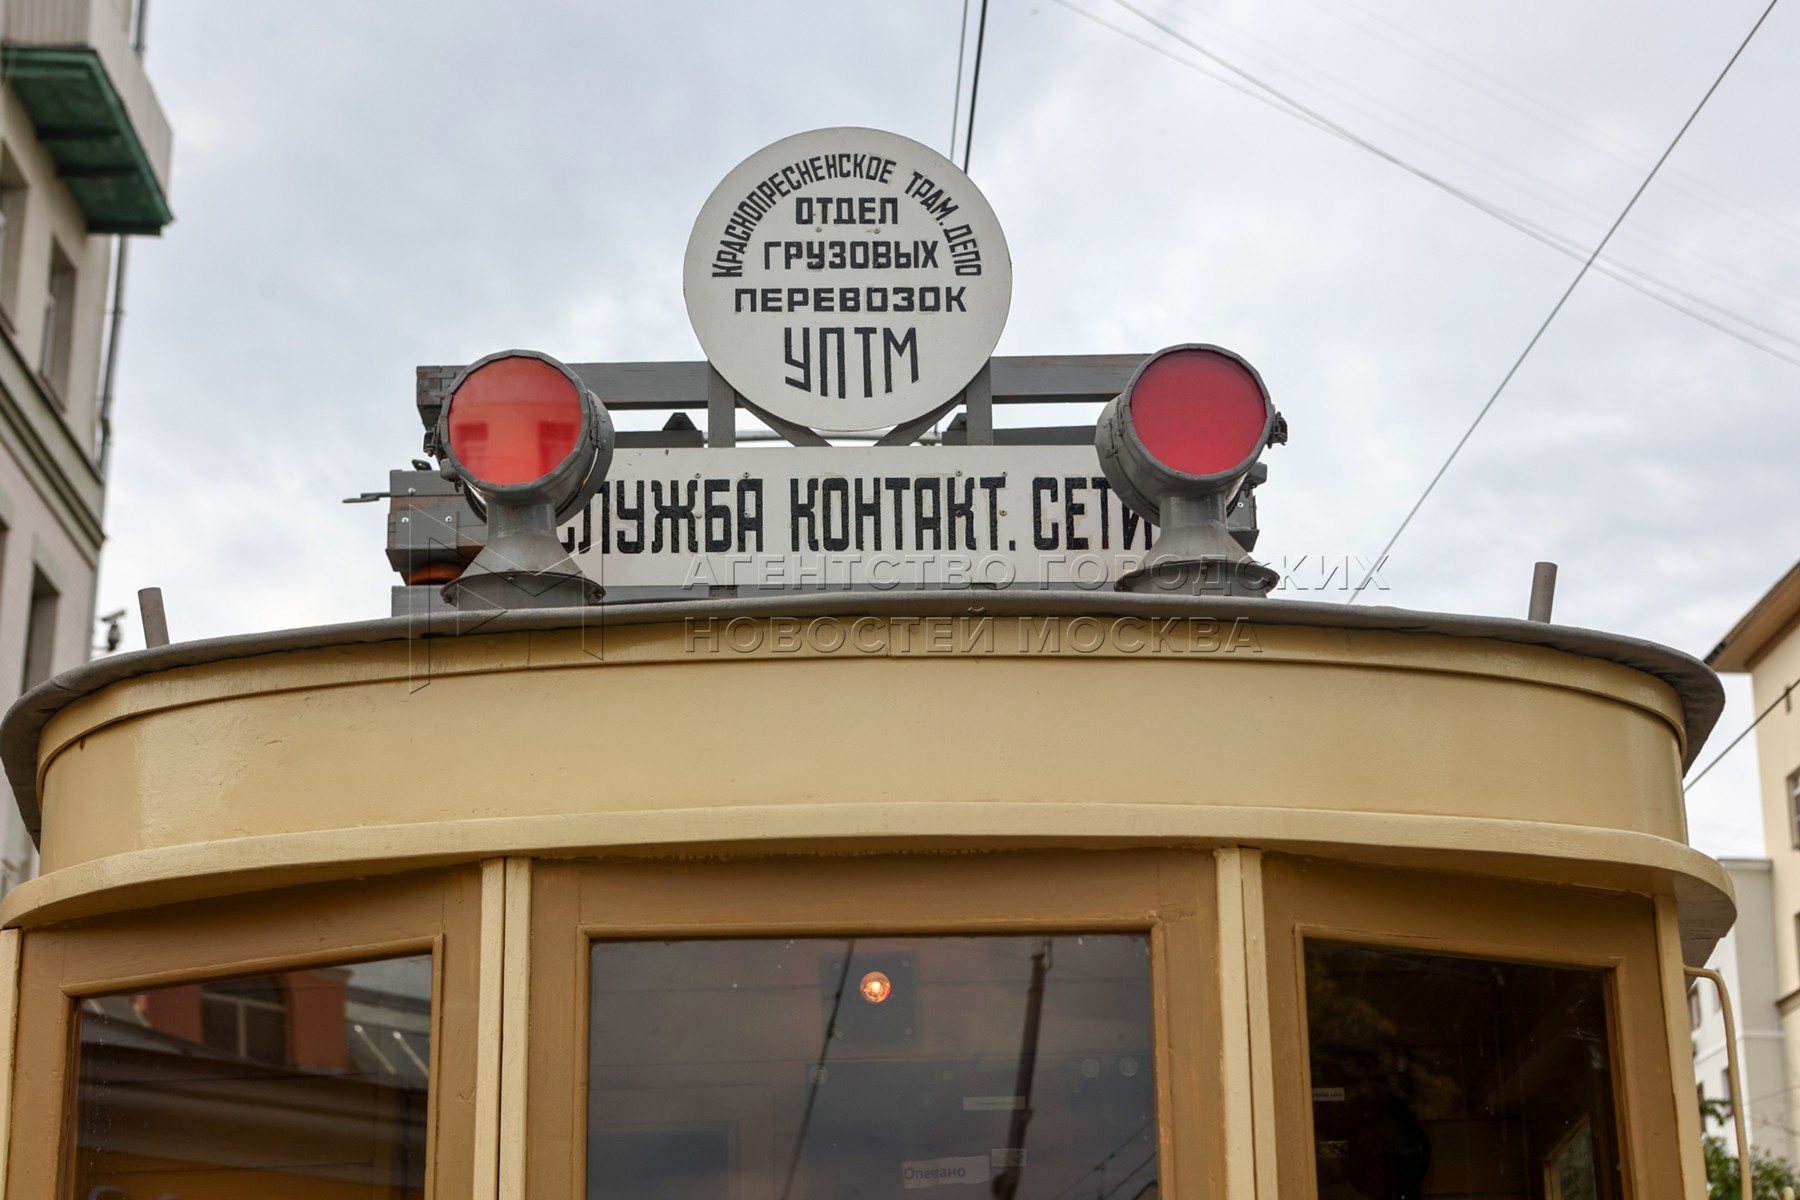 КРАСНОПРЕСНЕНСКОЕ ТРАМ. ДЕПО
ОТДЕЛ
ГРУЗОВЫХ
ПЕРЕВОЗОК
УПТМ
СЛУЖБА КОНТАКТ. СЕТИ
АГЕНТСТВО ГОРОДСКИХ
НОВОСТЕЙ МОСКВА